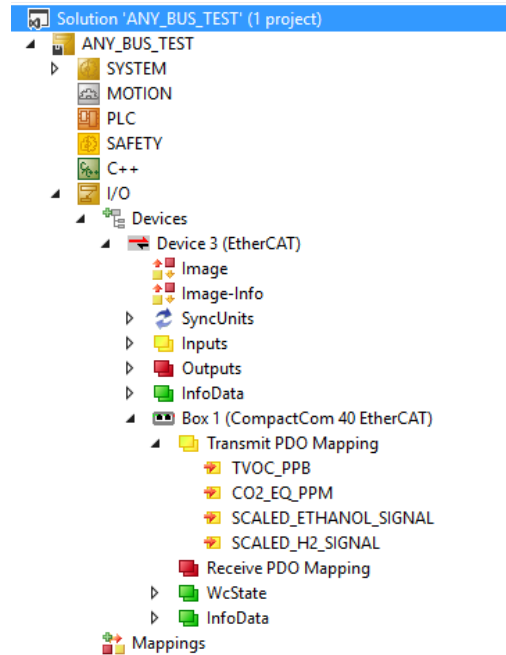 Solution 'ANY_BUS_TEST' (1 project)
ANY_BUS_TEST
SYSTEM
MOTION
PLC
SAFETY
C++
I/O
Devices
Device 3 (EtherCAT)
Image
Image-Info
SyncUnits
Inputs
Outputs
InfoData
Box 1 (CompactCom 40 EtherCAT)
Transmit PDO Mapping
TVOC_PPB
CO2_EQ_PPM
SCALED_ETHANOL_SIGNAL
SCALED_H2_SIGNAL
Receive PDO Mapping
WcState
InfoData
Mappings